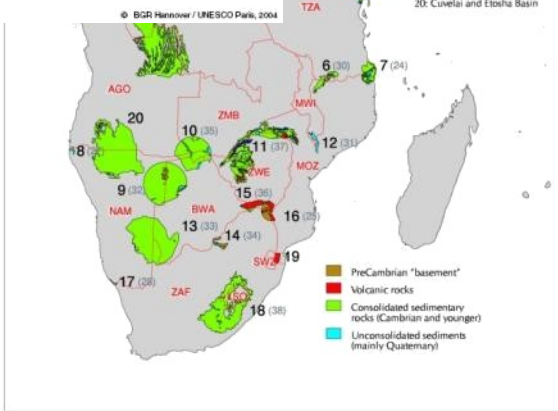 TZA
20: Cuvelai and Etosha Basin
© BGR Hannover / UNESCO Paris, 2004
6 (30)
7 (24)
AGO
MWI
20
ZMB
10 (35)
12 (31)
11 (37)
MOZ
ZWE
9 (32)
15 (36)
NAM
BWA
16 (25)
13 (33)
14 (34)
SWZ
19
PreCambrian "basement"
Volcanic rocks
17 (28)
ZAF
LSO
18 (38)
Consolidated sedimentary
rocks (Cambrian and younger)
Unconsolidated sediments
(mainly Quaternary)